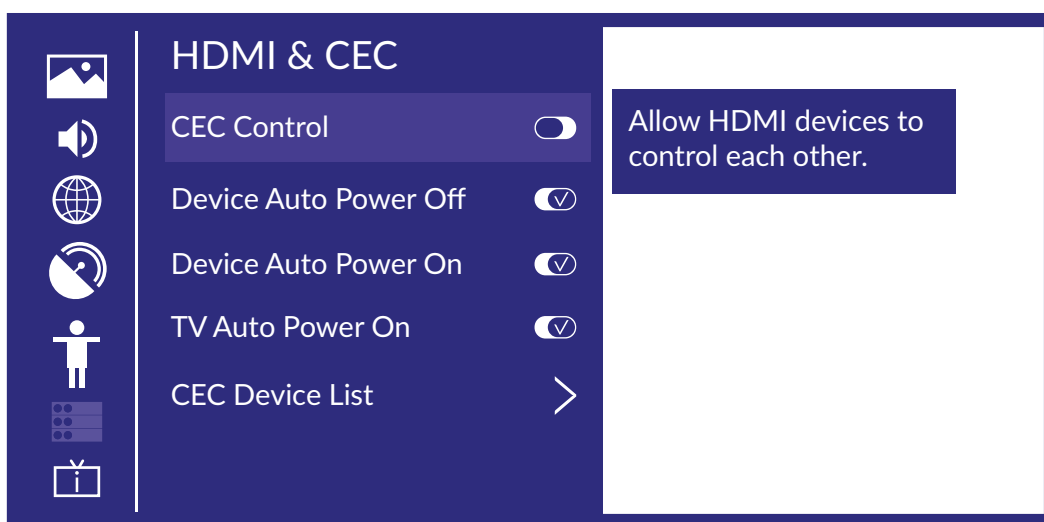 HDMI & CEC
CEC Control
Allow HDMI devices to
control each other.
Device Auto Power Off
Device Auto Power On
TV Auto Power On
CEC Device List
i